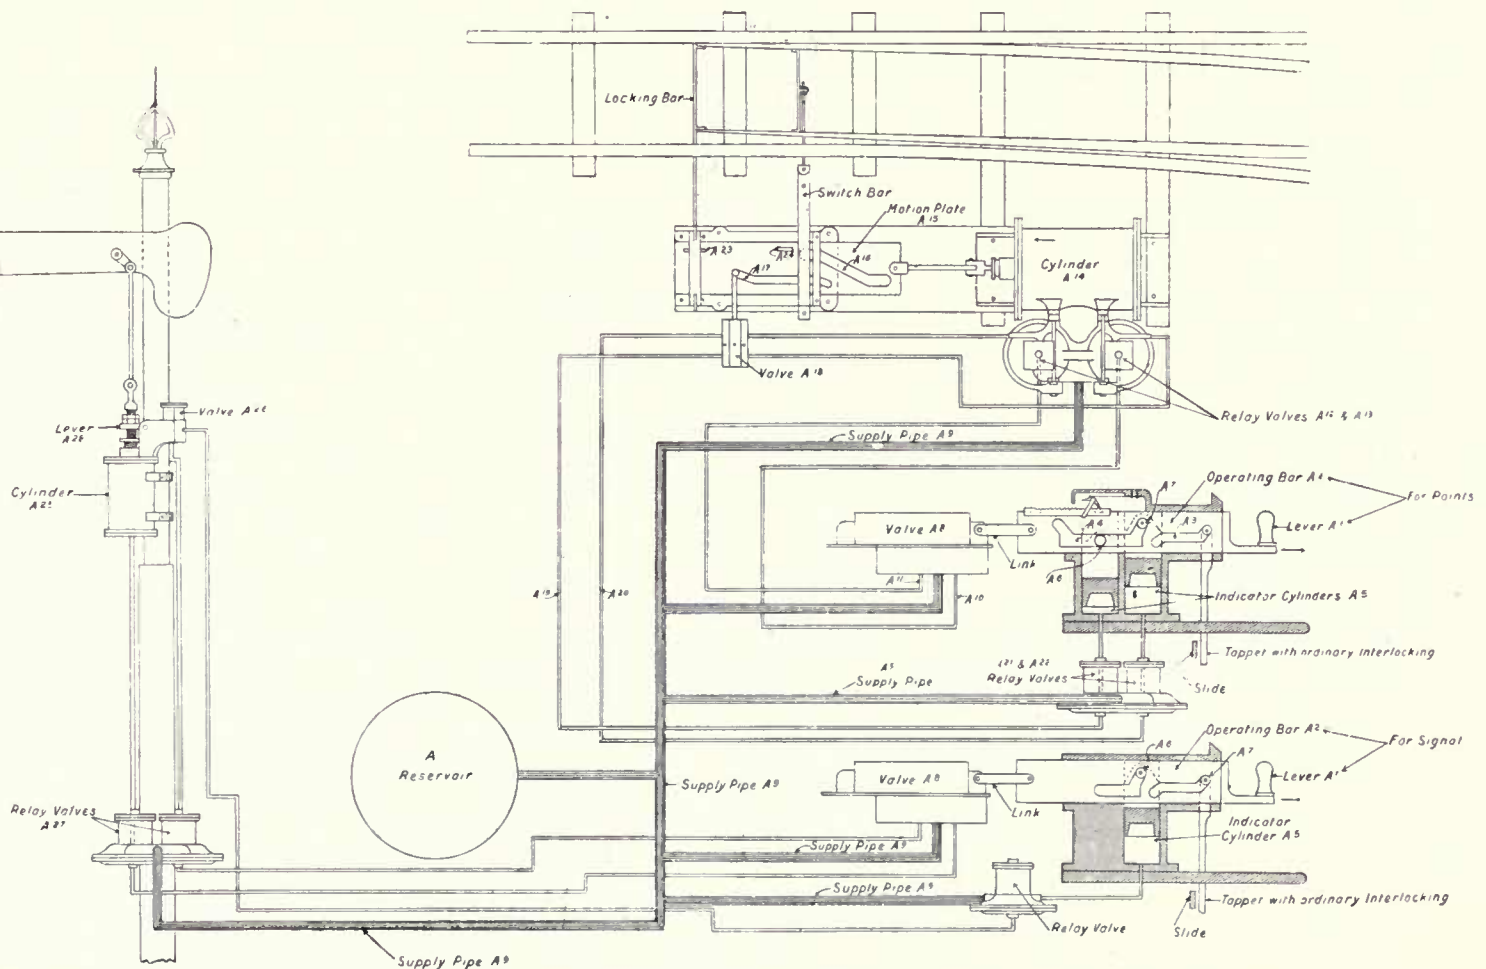 Locking Bar
Switch Bar
Motion Plate
A 15
A 23
A 24
A 16
A 17
Cylinder
A 14
Valve A 18
Relay Valves A 12 & A 13
Valve A 26
Lever
A 28
Cylinder
A 25
Supply Pipe A 9
A 7
Operating Bar A 4
For Points
Valve A 8
A 4
A 3
Lever A 1
Link
A 6
A 11
A 10
A 19
A 20
Indicator Cylinders A 5
Tappet with ordinary Interlocking
Slide
Supply Pipe
A 21 & A 22
Relay Valves
A
Reservoir
Operating Bar A 2
For Signal
A 6
A 7
Valve A 8
Lever A 1
Supply Pipe A 9
Link
Indicator
Cylinder A 5
Relay Valves
A 27
Supply Pipe A 9
Supply Pipe A 9
Tappet with ordinary Interlocking
Slide
Relay Valve
Supply Pipe A 9